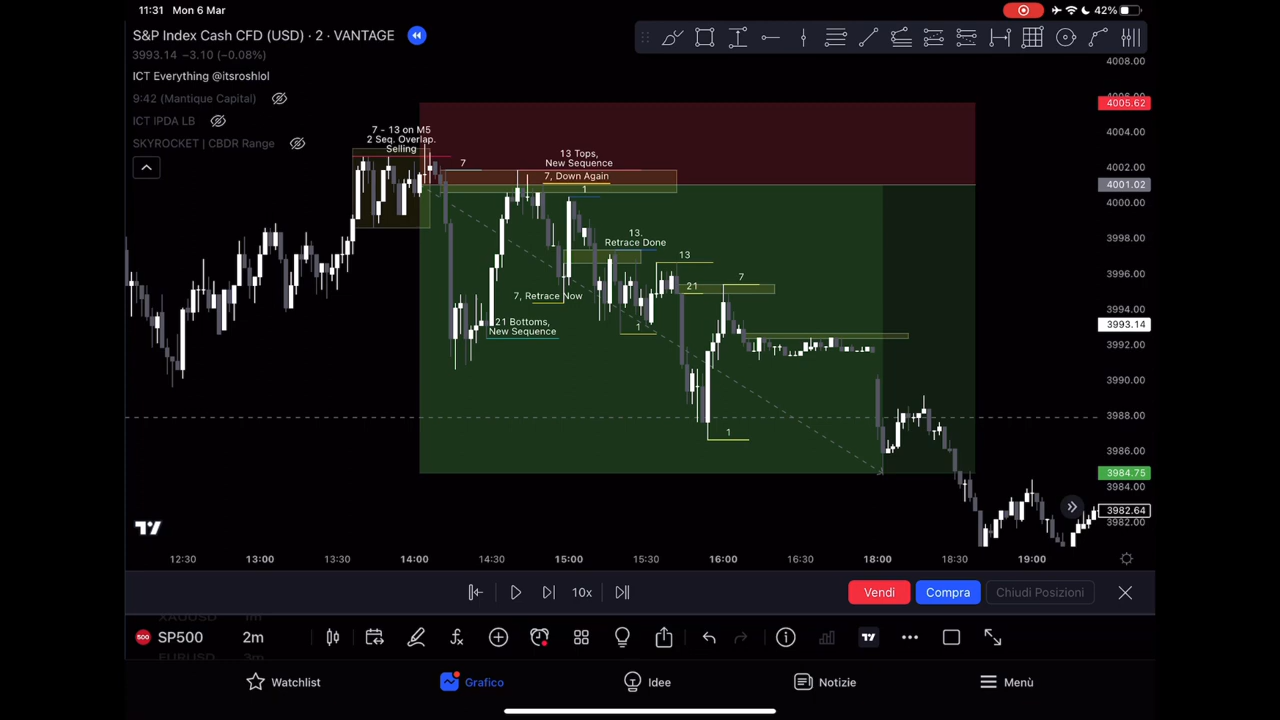 11:31 Mon 6 Mar
42%
S&P Index Cash CFD (USD) · 2 · VANTAGE
3993.14 −3.10 (−0.08%)
ICT Everything @itsroshlol
9:42 (Mantique Capital)
ICT IPDA LB
SKYROCKET | CBDR Range
7 - 13 on M5
2 Seq. Overlap.
Selling
7
13 Tops,
New Sequence
7, Down Again
1
13.
Retrace Done
13
21
7
7, Retrace Now
21 Bottoms,
New Sequence
1
1
4008.00
4005.62
4004.00
4002.00
4001.02
4000.00
3998.00
3996.00
3994.00
3993.14
3992.00
3990.00
3988.00
3986.00
3984.75
3984.00
3982.64
3982.00
12:30 13:00 13:30 14:00 14:30 15:00 15:30 16:00 16:30 18:00 18:30 19:00
10x
Vendi
Compra
Chiudi Posizioni
500
SP500
2m
EURUSD
3m
Watchlist
Grafico
Idee
Notizie
Menù